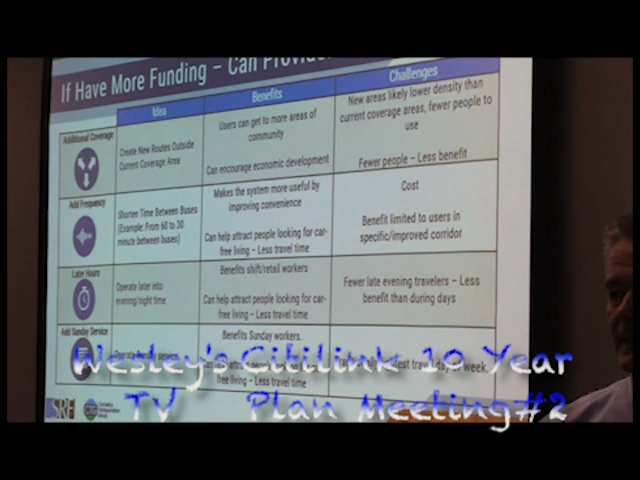 If Have More Funding – Can Provide
Idea
Benefits
Challenges
Additional Coverage
Create New Routes Outside
Current Coverage Area
Users can get to more areas of
community
Can encourage economic development
New areas likely lower density than
current coverage areas, fewer people to
use
Fewer people – Less benefit
Add Frequency
Shorten Time Between Buses
(Example: From 60 to 30
minute between buses)
Makes the system more useful by
improving convenience
Can help attract people looking for car-
free living – Less travel time
Cost
Benefit limited to users in
specific/improved corridor
Later Hours
Operate later into
evening/night time
Benefits shift/retail workers
Can help attract people looking for car-
free living – Less travel time
Fewer late evening travelers – Less
benefit than during days
Add Sunday Service
Operate Sunday service
Benefits Sunday workers.
free living – Less travel time
travel day week.
SRF
Wesley's Citilink 10 Year
TV Plan Meeting#2